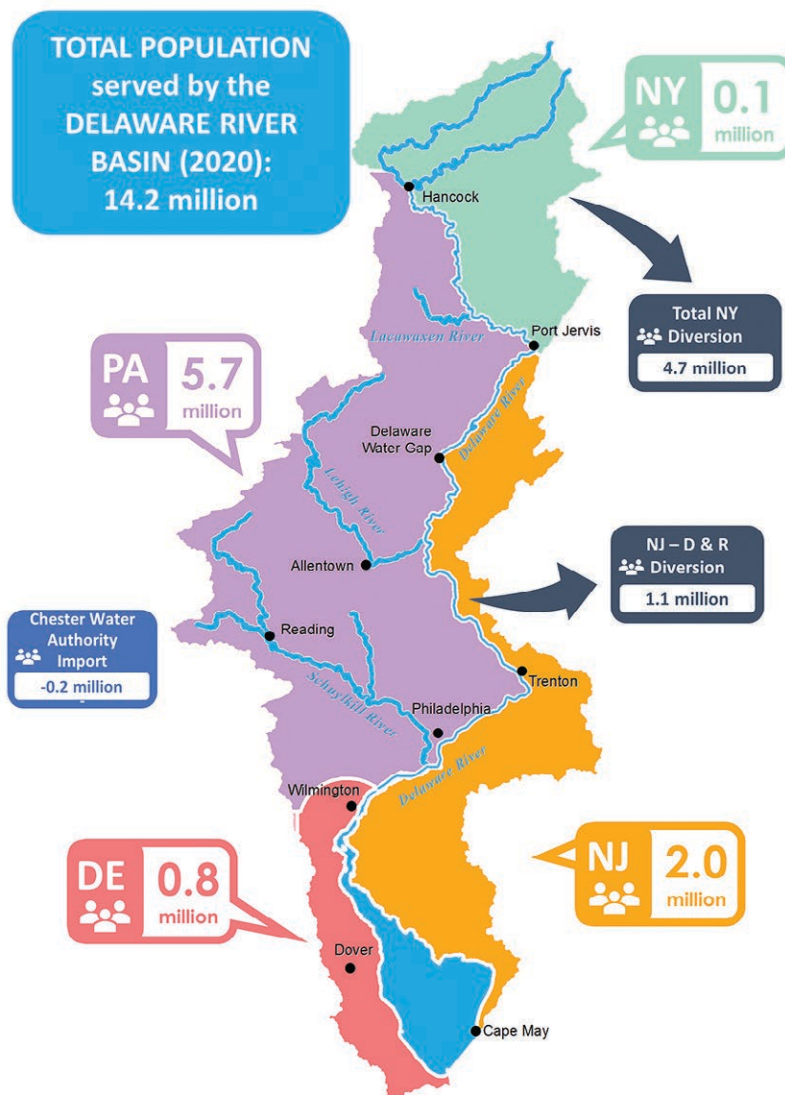 TOTAL POPULATION
served by the
DELAWARE RIVER
BASIN (2020):
14.2 million
NY
0.1
million
Hancock
Total NY
Diversion
4.7 million
Lacawaxen River
Port Jervis
PA
5.7
million
Delaware
Water Gap
Delaware River
Lehigh River
Allentown
NJ – D & R
Diversion
1.1 million
Chester Water
Authority
Import
-0.2 million
Reading
Schuylkill River
Trenton
Philadelphia
Delaware River
Wilmington
DE
0.8
million
NJ
2.0
million
Dover
Cape May